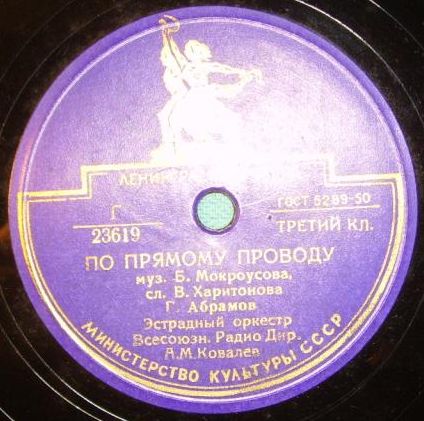 ГОСТ 5289-50
Г
23619
ТРЕТИЙ КЛ.
ПО ПРЯМОМУ ПРОВОДУ
муз. Б. Мокроусова,
сл. В. Харитонова
Г. Абрамов
Эстрадный оркестр
Всесоюзн. Радио Дир.
А.М.Ковалев
МИНИСТЕРСТВО КУЛЬТУРЫ СССР